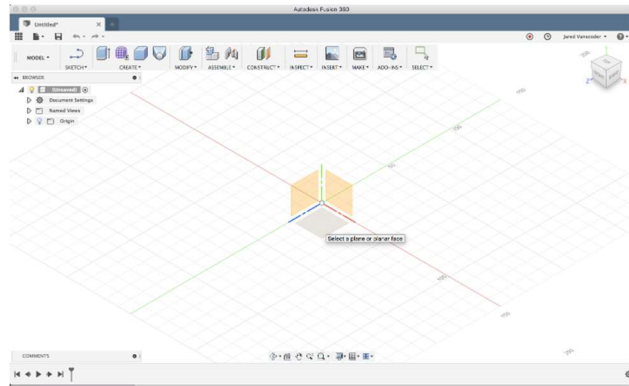 Autodesk Fusion 360
Untitled*
Jared Vanscoder
MODEL
SKETCH
CREATE
MODIFY
ASSEMBLE
CONSTRUCT
INSPECT
INSERT
MAKE
ADD-INS
SELECT
BROWSER
(Unsaved)
Document Settings
Named Views
Origin
Select a plane or planar face
COMMENTS